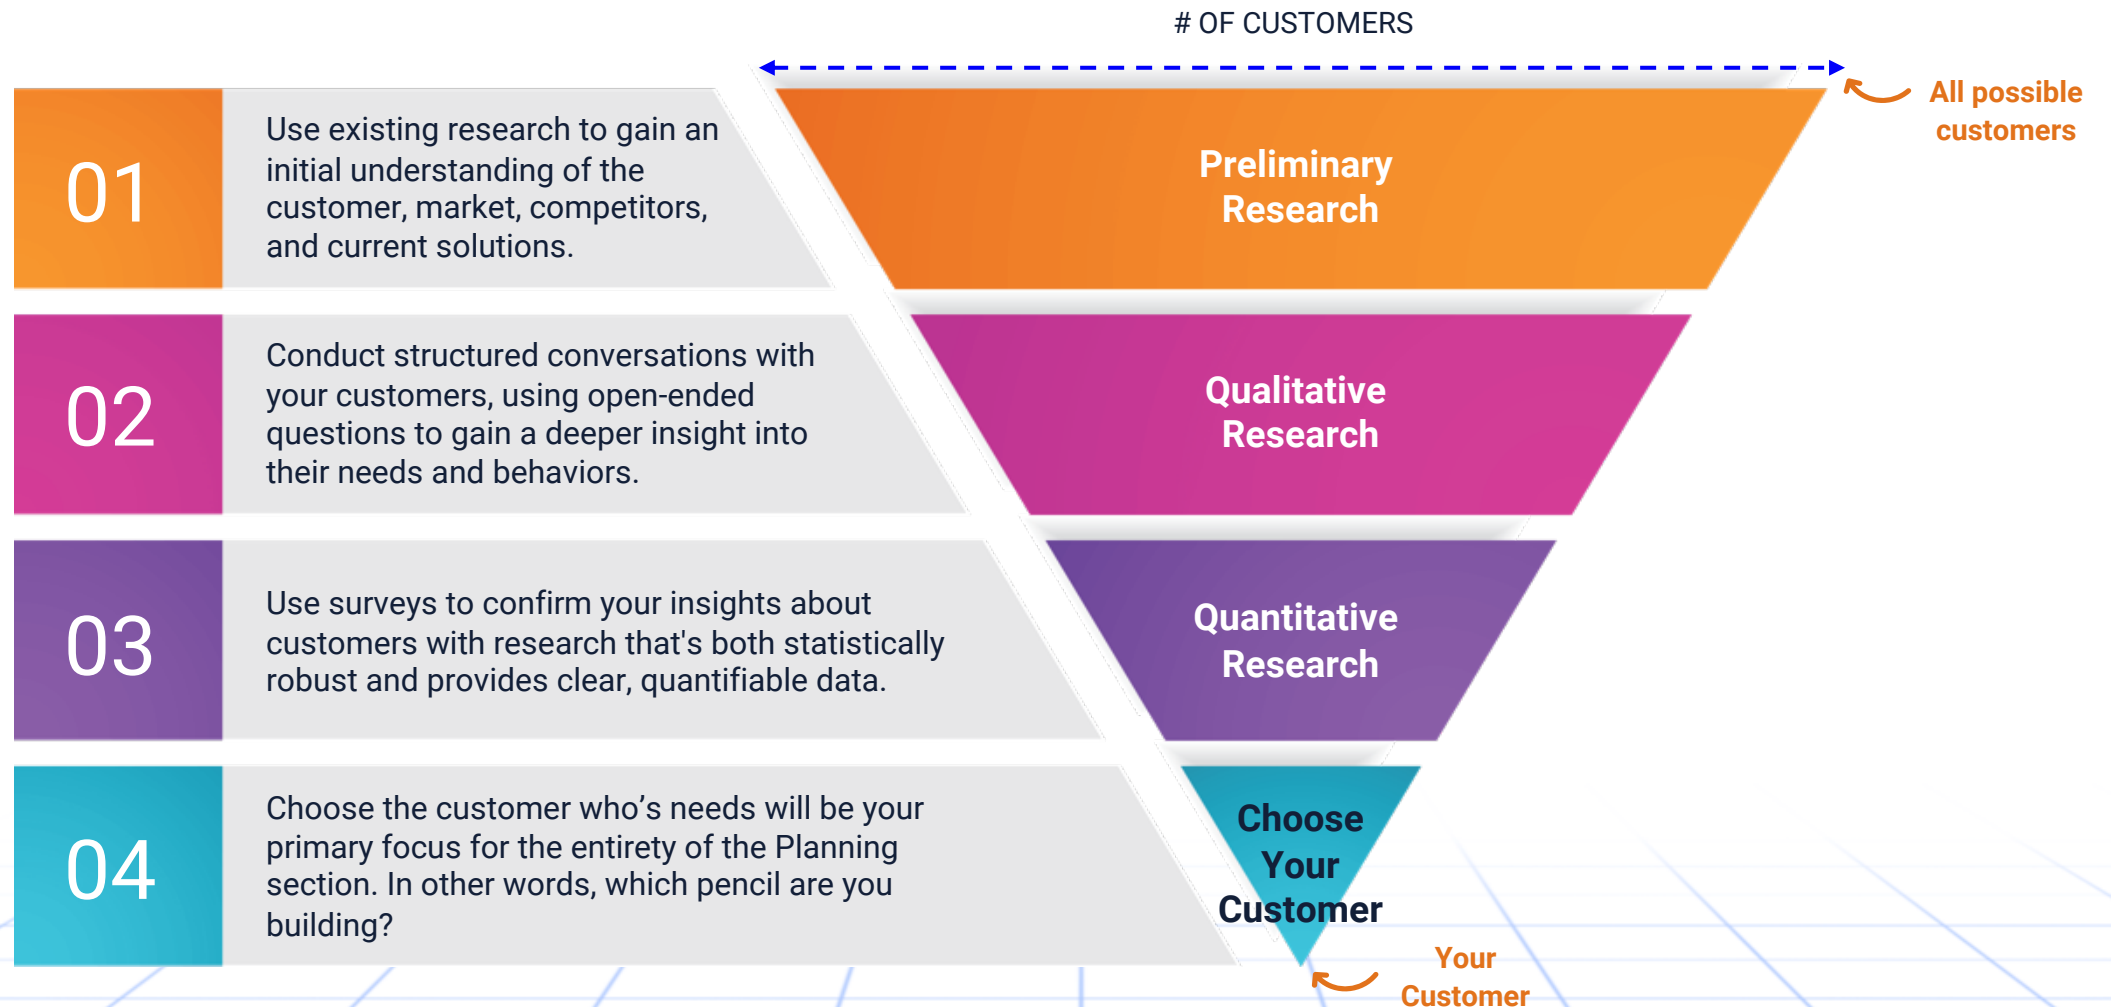 # OF CUSTOMERS
All possible
customers
01
Use existing research to gain an
initial understanding of the
customer, market, competitors,
and current solutions.
Preliminary
Research
02
Conduct structured conversations with
your customers, using open-ended
questions to gain a deeper insight into
their needs and behaviors.
Qualitative
Research
03
Use surveys to confirm your insights about
customers with research that's both statistically
robust and provides clear, quantifiable data.
Quantitative
Research
04
Choose the customer who’s needs will be your
primary focus for the entirety of the Planning
section. In other words, which pencil are you
building?
Choose
Your
Customer
Your
Customer